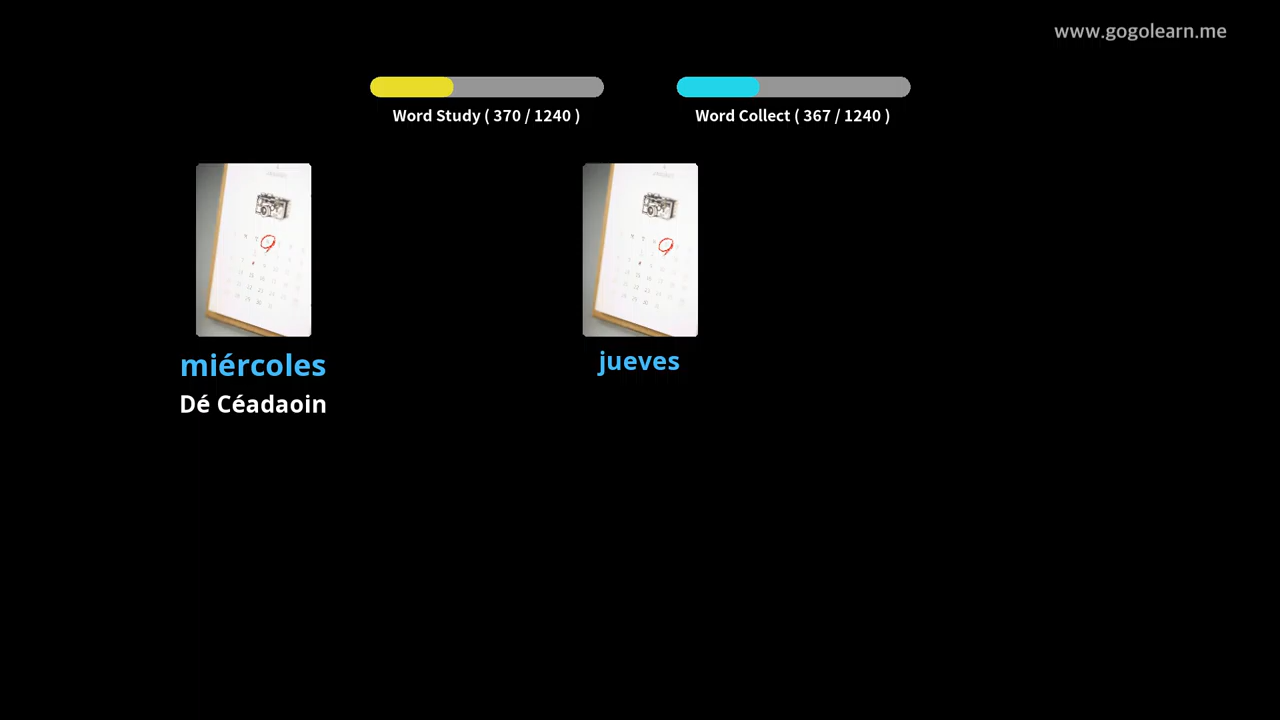 www.gogolearn.me
Word Study ( 370 / 1240 )
Word Collect ( 367 / 1240 )
miércoles
Dé Céadaoin
jueves